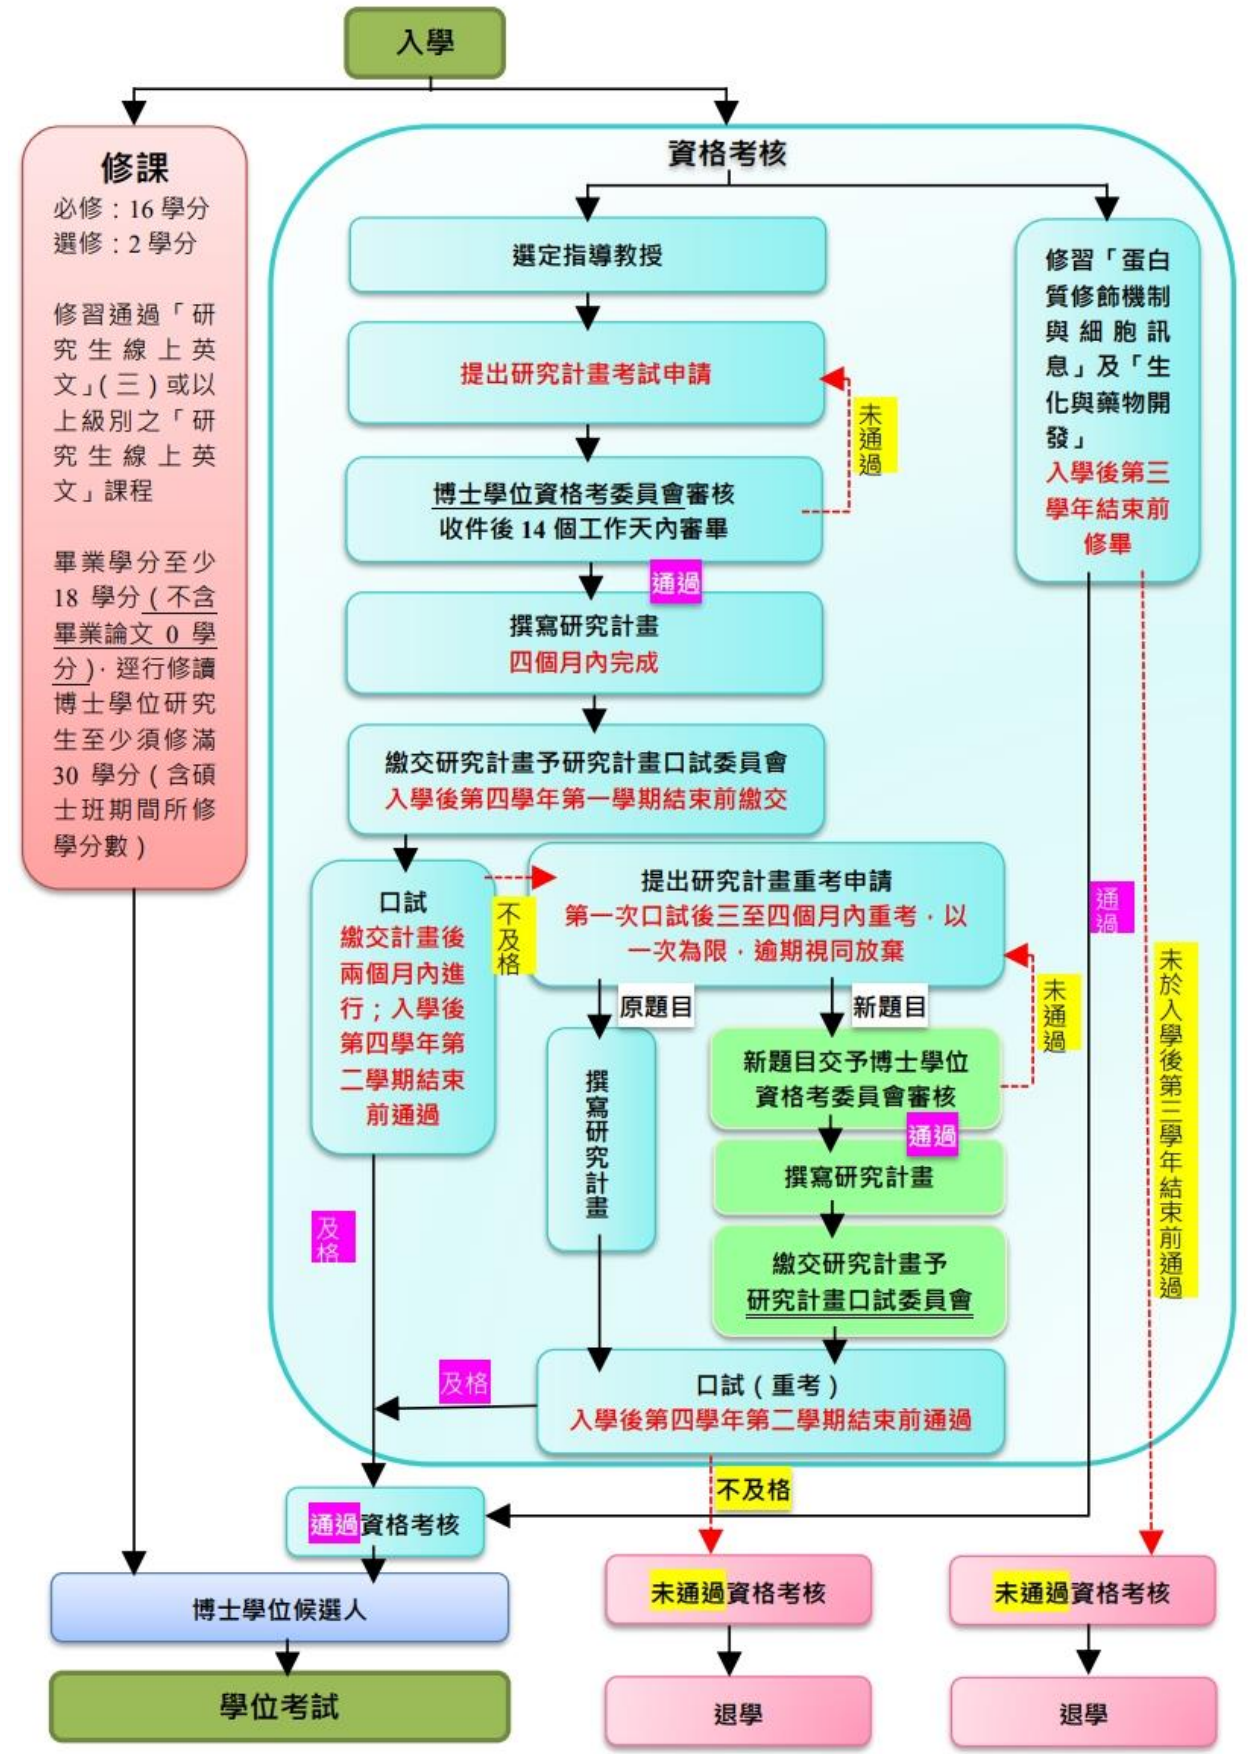 入學
修課
必修：16 學分
選修：2 學分
修習通過「研
究生線上英
文」(三)或以
上級別之「研
究生線上英
文」課程
畢業學分至少
18 學分(不含
畢業論文 0 學
分)，逕行修讀
博士學位研究
生至少須修滿
30 學分(含碩
士班期間所修
學分數)
資格考核
選定指導教授
提出研究計畫考試申請
未通過
博士學位資格考委員會審核
收件後 14 個工作天內審畢
通過
撰寫研究計畫
四個月內完成
繳交研究計畫予研究計畫口試委員會
入學後第四學年第一學期結束前繳交
修習「蛋白
質修飾機制
與細胞訊
息」及「生
化與藥物開
發」
入學後第三
學年結束前
修畢
口試
繳交計畫後
兩個月內進
行；入學後
第四學年第
二學期結束
前通過
不及格
提出研究計畫重考申請
第一次口試後三至四個月內重考，以
一次為限，逾期視同放棄
原題目
新題目
未通過
撰寫研究計畫
新題目交予博士學位
資格考委員會審核
通過
撰寫研究計畫
繳交研究計畫予
研究計畫口試委員會
及格
口試（重考）
入學後第四學年第二學期結束前通過
及格
不及格
通過
未於入學後第三學年結束前通過
通過資格考核
博士學位候選人
學位考試
未通過資格考核
退學
未通過資格考核
退學